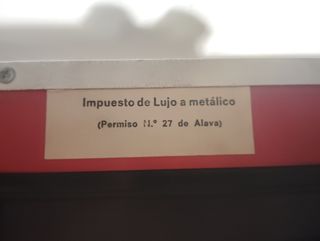 Impuesto de Lujo a metálico
(Permiso N.º 27 de Alava)